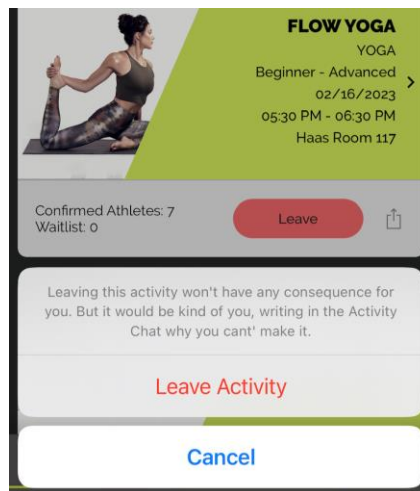 FLOW YOGA
YOGA
Beginner - Advanced
02/16/2023
05:30 PM - 06:30 PM
Haas Room 117
Confirmed Athletes: 7
Waitlist: 0
Leave
Leaving this activity won't have any consequence for
you. But it would be kind of you, writing in the Activity
Chat why you cant' make it.
Leave Activity
Cancel